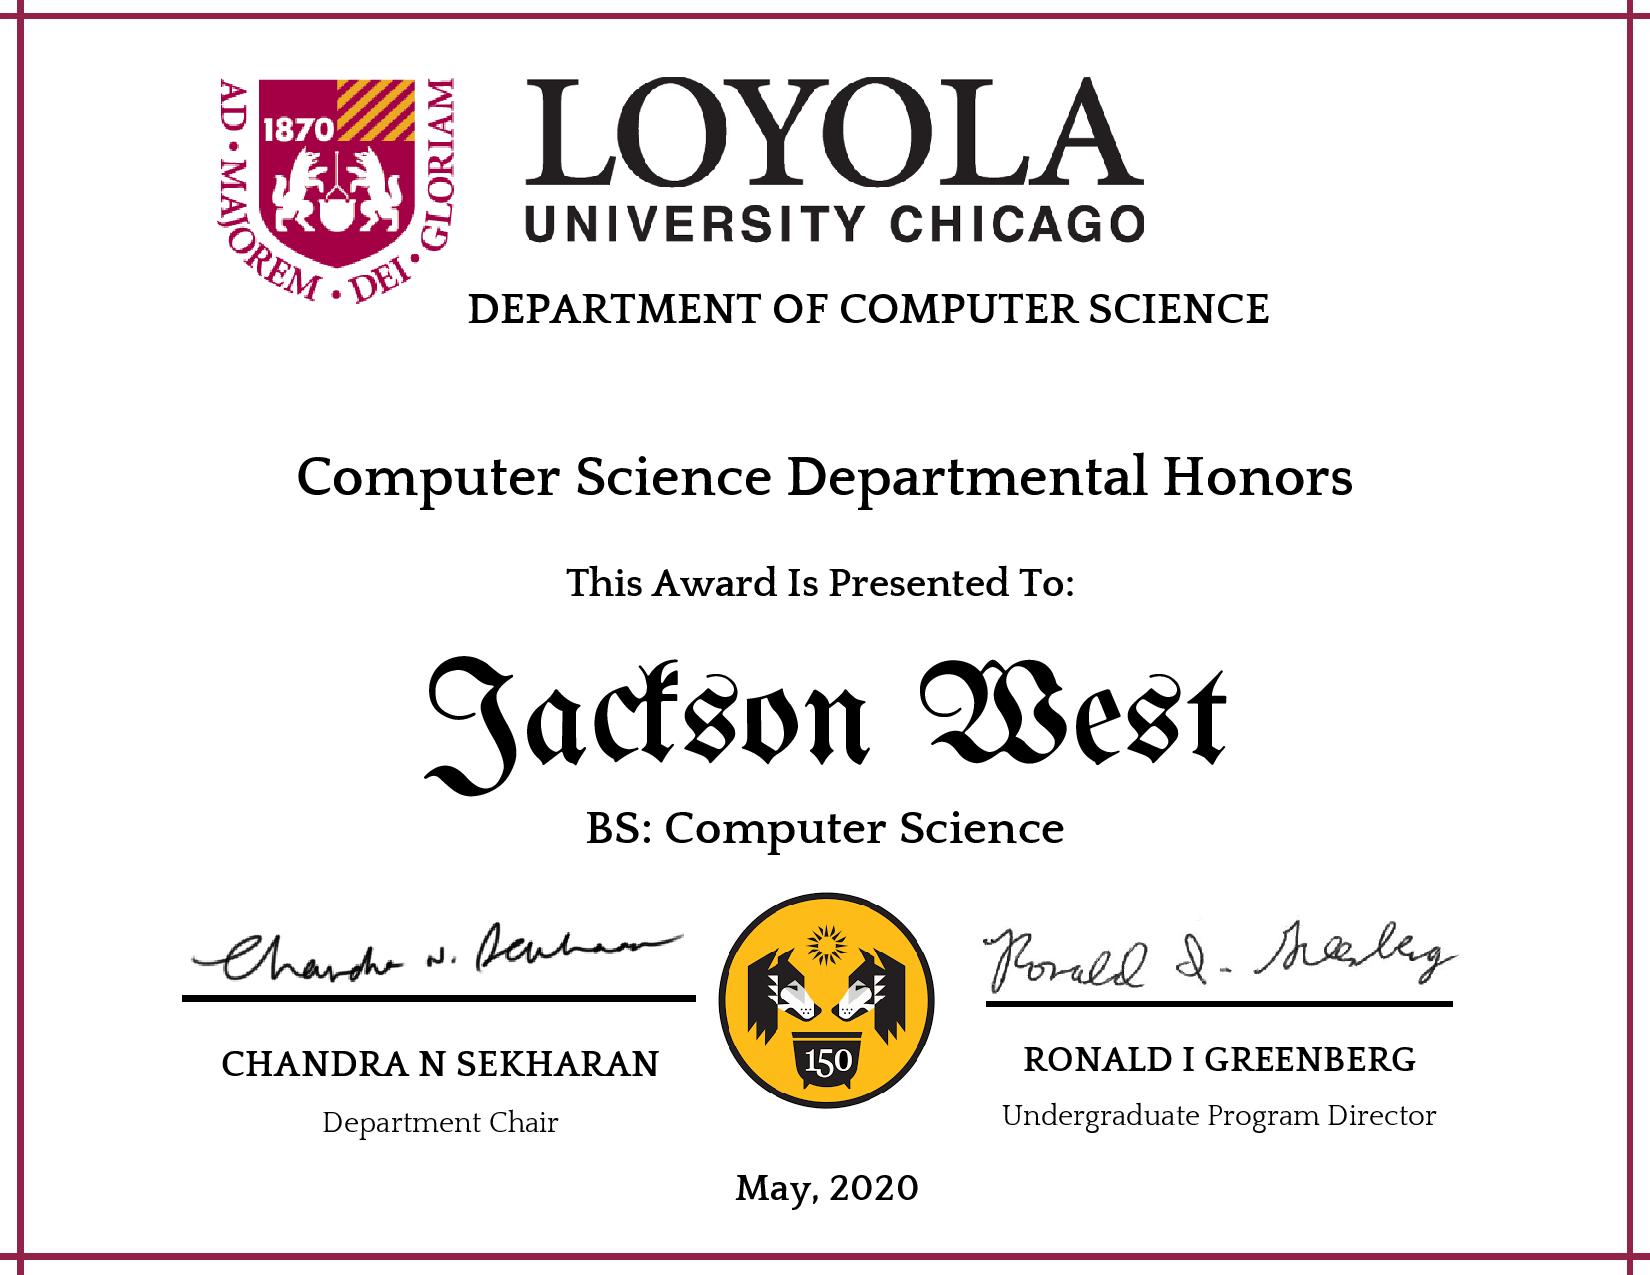 AD · MAJOREM · DEI · GLORIAM
1870
LOYOLA
UNIVERSITY CHICAGO
DEPARTMENT OF COMPUTER SCIENCE
Computer Science Departmental Honors
This Award Is Presented To:
Jackson West
BS: Computer Science
Chandra N. Sekharan
Ronald I. Greenberg
150
CHANDRA N SEKHARAN
RONALD I GREENBERG
Department Chair
Undergraduate Program Director
May, 2020